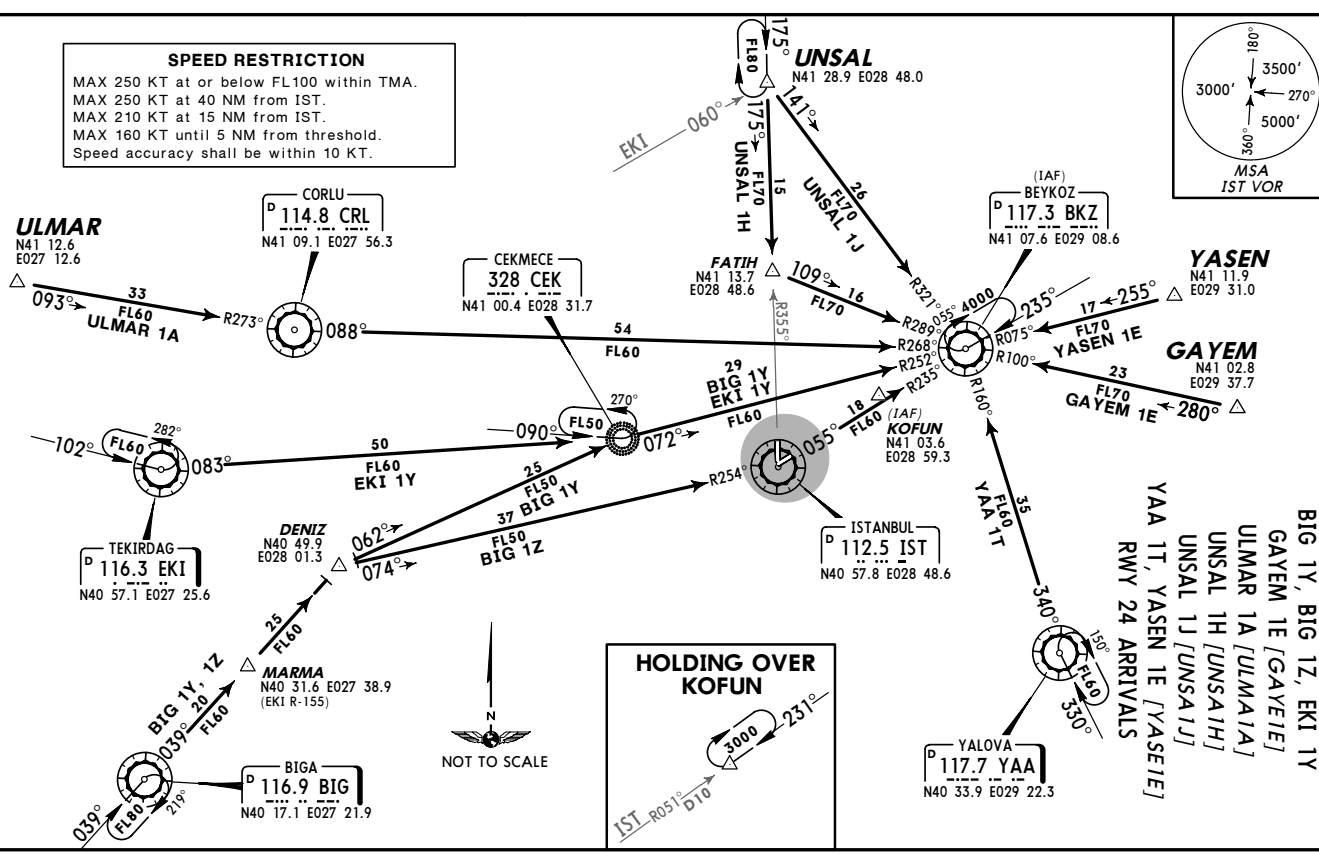 SPEED RESTRICTION
MAX 250 KT at or below FL100 within TMA.
MAX 250 KT at 40 NM from IST.
MAX 210 KT at 15 NM from IST.
MAX 160 KT until 5 NM from threshold.
Speed accuracy shall be within 10 KT.
175°
FL80
UNSAL
N41 28.9 E028 48.0
EKI 060°
175°
15
FL70
UNSAL 1H
141°
26
FL70
UNSAL 1J
180°
3500'
3000'
270°
5000'
360°
MSA
IST VOR
ULMAR
N41 12.6
E027 12.6
093°
33
FL60
ULMAR 1A
R273°
CORLU
D 114.8 CRL
N41 09.1 E027 56.3
088°
54
FL60
CEKMECE
328 CEK
N41 00.4 E028 31.7
FATIH
N41 13.7
E028 48.6
109°
16
FL70
R355°
(IAF)
BEYKOZ
D 117.3 BKZ
N41 07.6 E029 08.6
R321°
055°
4000
235°
R289°
R268°
R252°
R235°
R075°
R100°
R160°
YASEN
N41 11.9
E029 31.0
255°
17
FL70
YASEN 1E
GAYEM
N41 02.8
E029 37.7
280°
23
FL70
GAYEM 1E
29
BIG 1Y
EKI 1Y
FL60
270°
FL50
090°
072°
18
FL60
055°
(IAF)
KOFUN
N41 03.6
E028 59.3
102°
FL60
282°
083°
50
FL60
EKI 1Y
TEKIRDAG
D 116.3 EKI
N40 57.1 E027 25.6
25
FL50
BIG 1Y
37
FL50
BIG 1Z
R254°
ISTANBUL
D 112.5 IST
N40 57.8 E028 48.6
DENIZ
N40 49.9
E028 01.3
062°
074°
25
FL60
MARMA
N40 31.6 E027 38.9
(EKI R-155)
BIG 1Y, 1Z
039°
20
FL60
BIGA
D 116.9 BIG
N40 17.1 E027 21.9
039°
FL80
219°
N
NOT TO SCALE
HOLDING OVER
KOFUN
3000
231°
IST R051°
D10
35
FL60
YAA 1T
340°
150°
FL60
330°
YALOVA
D 117.7 YAA
N40 33.9 E029 22.3
BIG 1Y, BIG 1Z, EKI 1Y
GAYEM 1E [GAYE1E]
ULMAR 1A [ULMA1A]
UNSAL 1H [UNSA1H]
UNSAL 1J [UNSA1J]
YAA 1T, YASEN 1E [YASE1E]
RWY 24 ARRIVALS